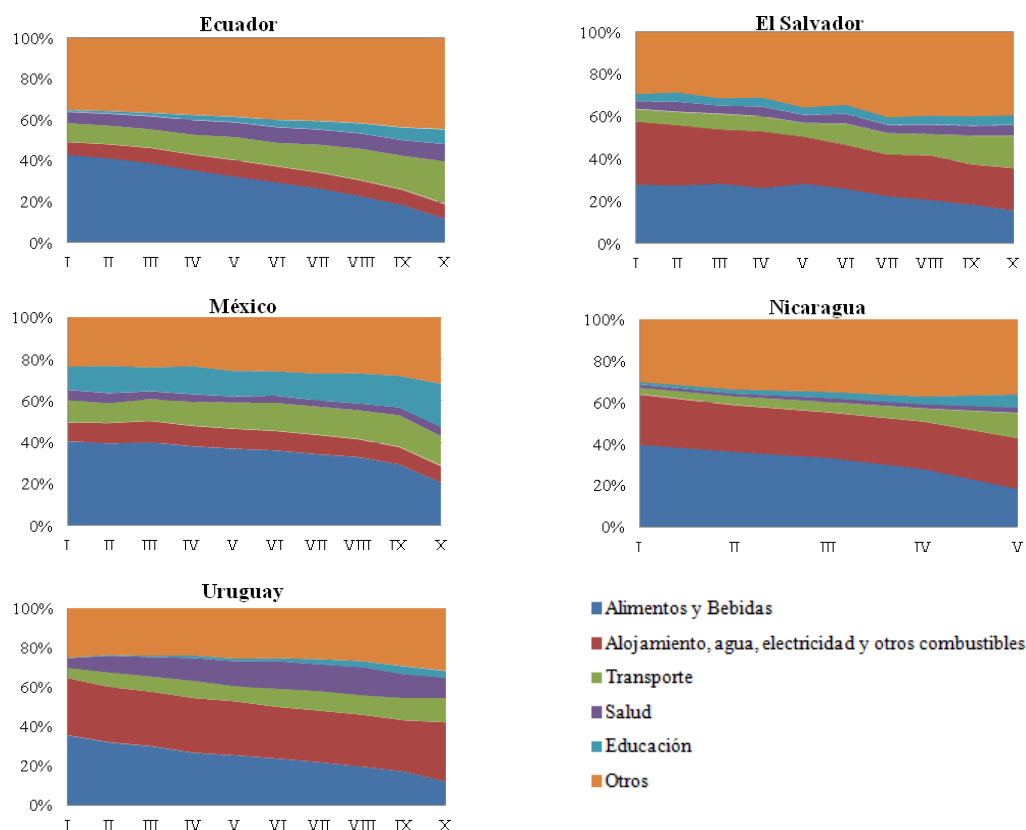 Ecuador
100%
80%
60%
40%
20%
0%
I II III IV V VI VII VIII IX X
El Salvador
100%
80%
60%
40%
20%
0%
I II III IV V VI VII VIII IX X
México
100%
80%
60%
40%
20%
0%
I II III IV V VI VII VIII IX X
Nicaragua
100%
80%
60%
40%
20%
0%
I II III IV V
Uruguay
100%
80%
60%
40%
20%
0%
I II III IV V VI VII VIII IX X
Alimentos y Bebidas
Alojamiento, agua, electricidad y otros combustibles
Transporte
Salud
Educación
Otros